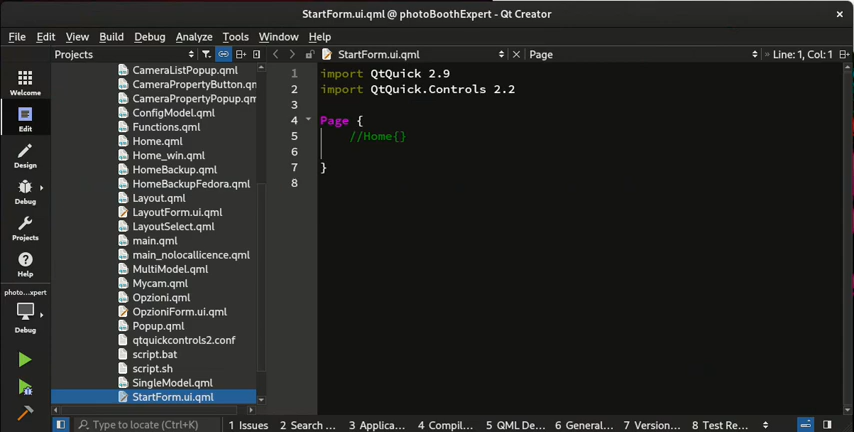 StartForm.ui.qml @ photoBoothExpert - Qt Creator
File Edit View Build Debug Analyze Tools Window Help
Projects
StartForm.ui.qml
Page
Line: 1, Col: 1
Welcome
Edit
Design
Debug
Projects
Help
photo...xpert
Debug
CameraListPopup.qml
CameraPropertyButton.qm
CameraPropertyPopup.qm
ConfigModel.qml
Functions.qml
Home.qml
Home_win.qml
HomeBackup.qml
HomeBackupFedora.qml
Layout.qml
LayoutForm.ui.qml
LayoutSelect.qml
main.qml
main_nolocallicence.qml
MultiModel.qml
Mycam.qml
Opzioni.qml
OpzioniForm.ui.qml
Popup.qml
qtquickcontrols2.conf
script.bat
script.sh
SingleModel.qml
StartForm.ui.qml
1 import QtQuick 2.9
2 import QtQuick.Controls 2.2
3
4 Page {
5 //Home{}
6
7 }
8
Type to locate (Ctrl+K)
1 Issues 2 Search ... 3 Applica... 4 Compil... 5 QML De... 6 General... 7 Version... 8 Test Re...